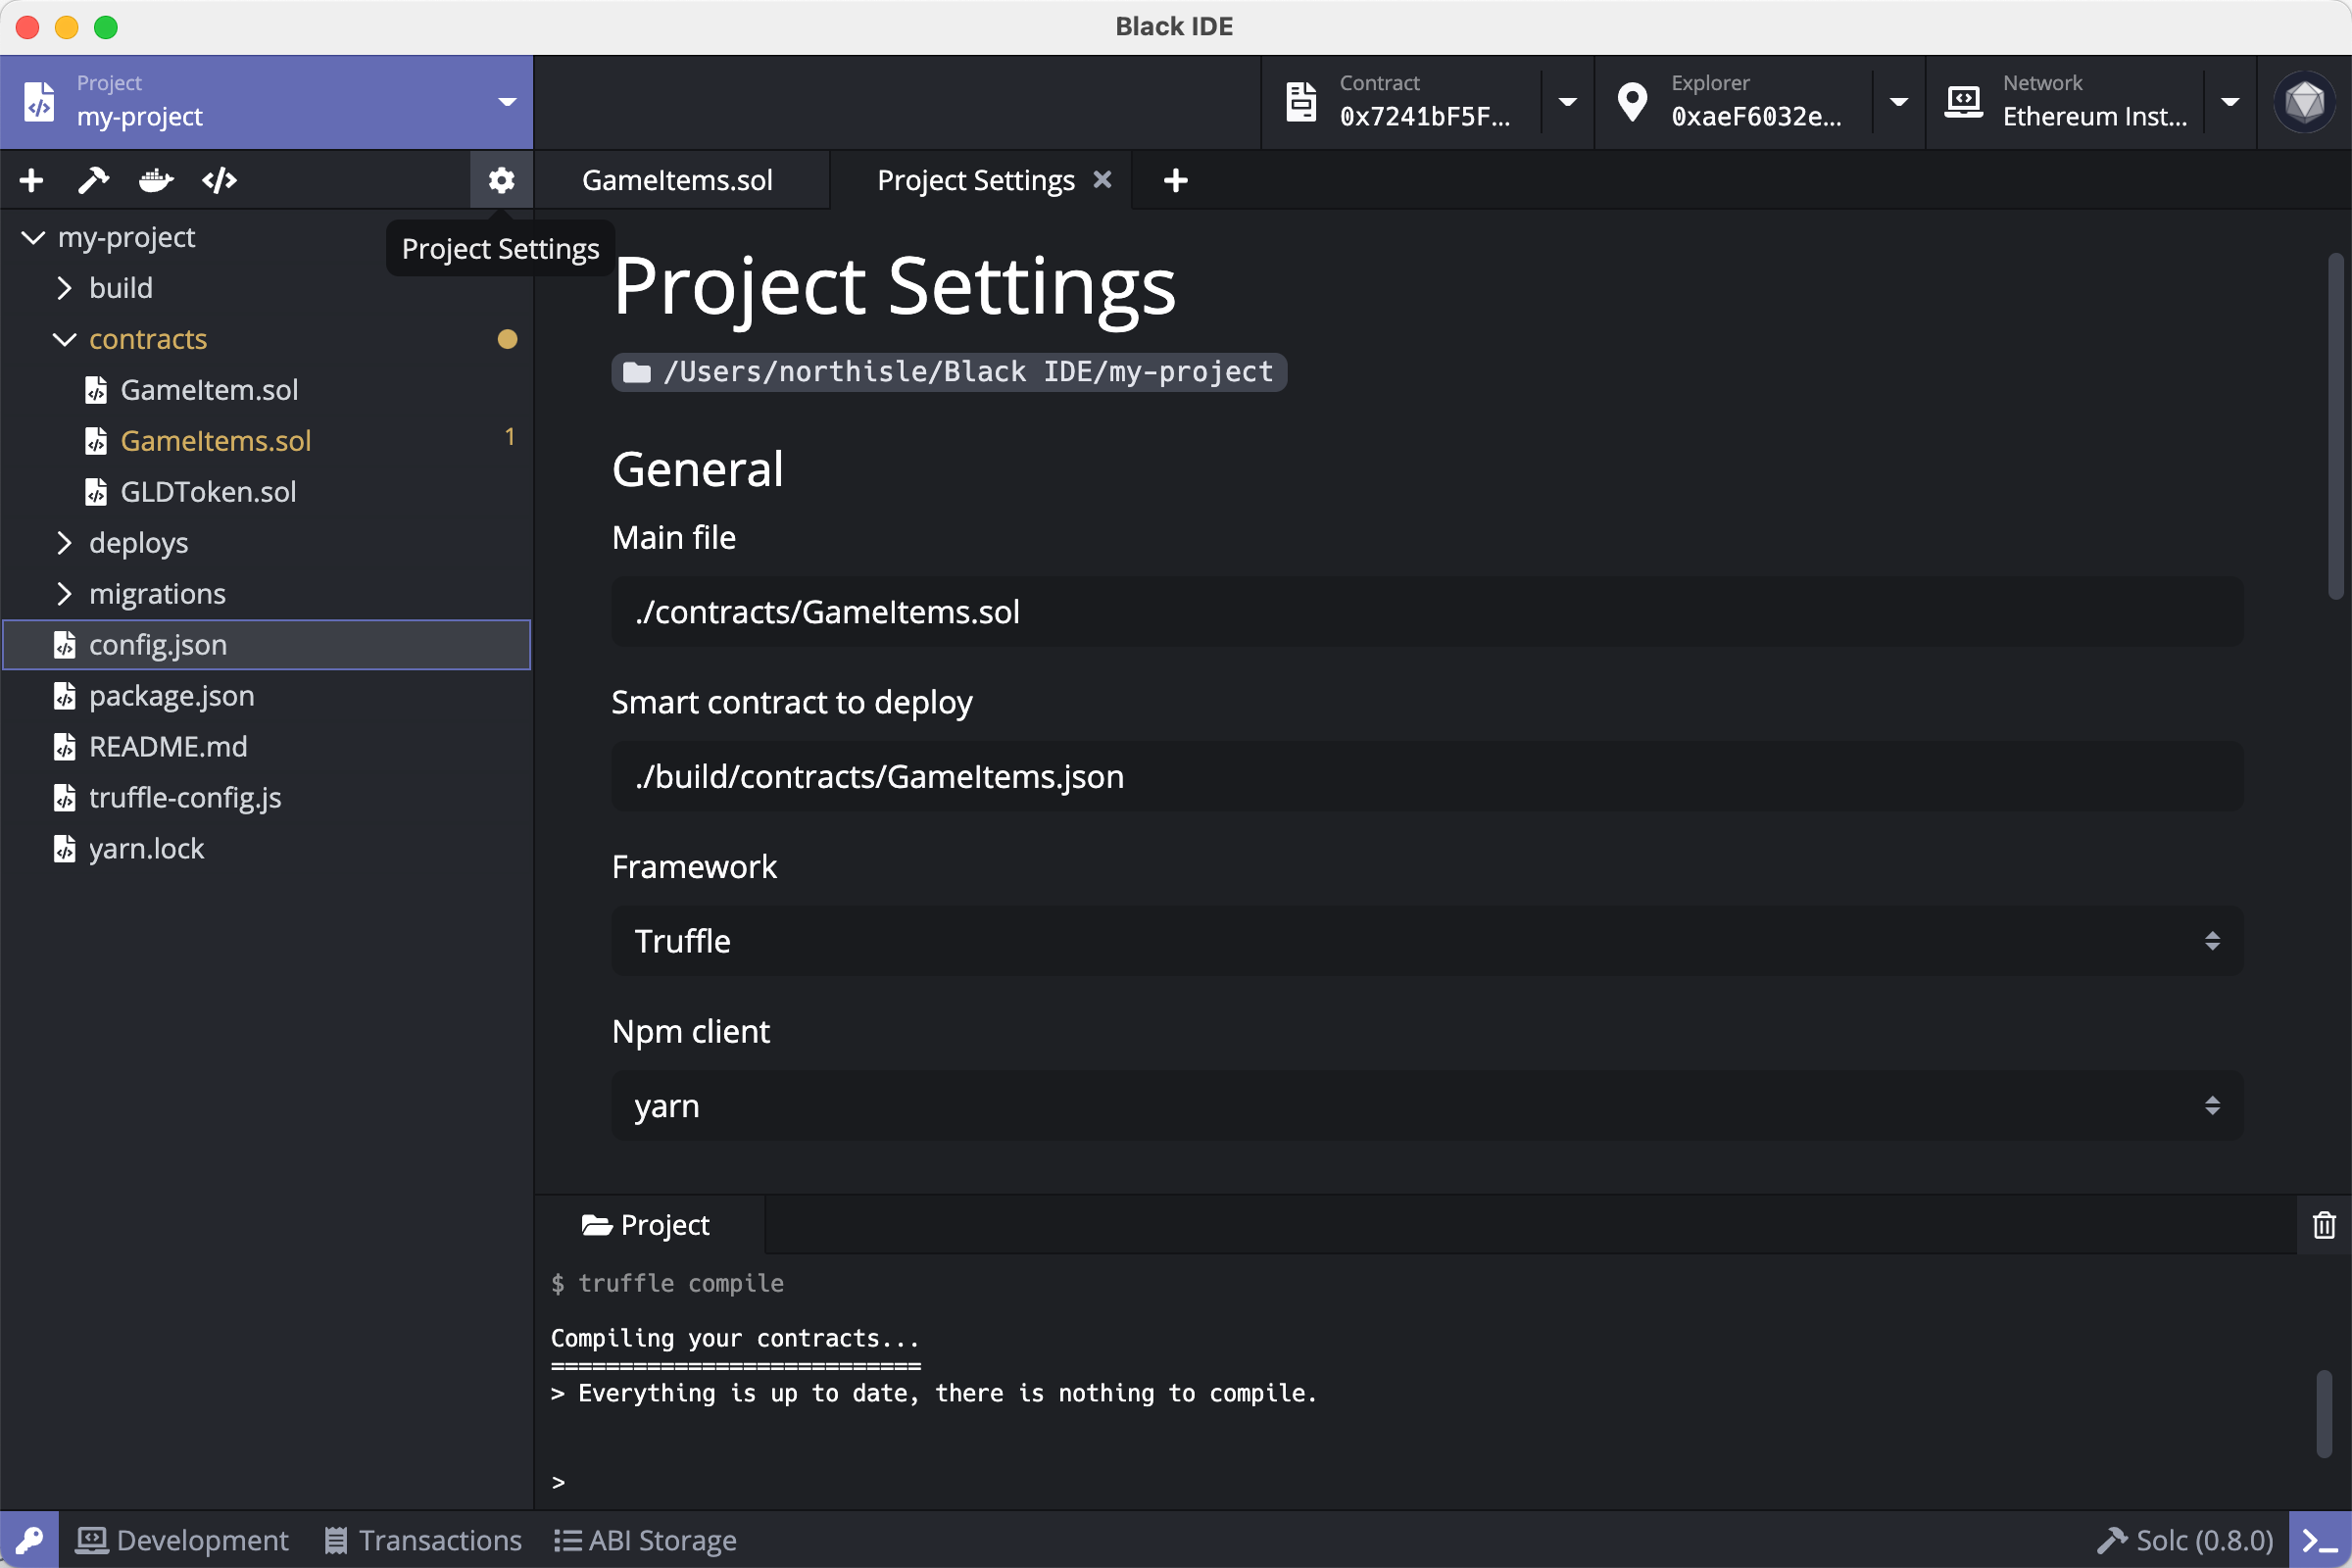 Black IDE
Project
my-project
Contract
0x7241bF5F...
Explorer
0xaeF6032e...
Network
Ethereum Inst...
GameItems.sol
Project Settings
my-project
build
contracts
GameItem.sol
GameItems.sol
1
GLDToken.sol
deploys
migrations
config.json
package.json
README.md
truffle-config.js
yarn.lock
Project Settings
Project Settings
/Users/northisle/Black IDE/my-project
General
Main file
./contracts/GameItems.sol
Smart contract to deploy
./build/contracts/GameItems.json
Framework
Truffle
Npm client
yarn
Project
$ truffle compile
Compiling your contracts...
===========================
> Everything is up to date, there is nothing to compile.
>
Development
Transactions
ABI Storage
Solc (0.8.0)